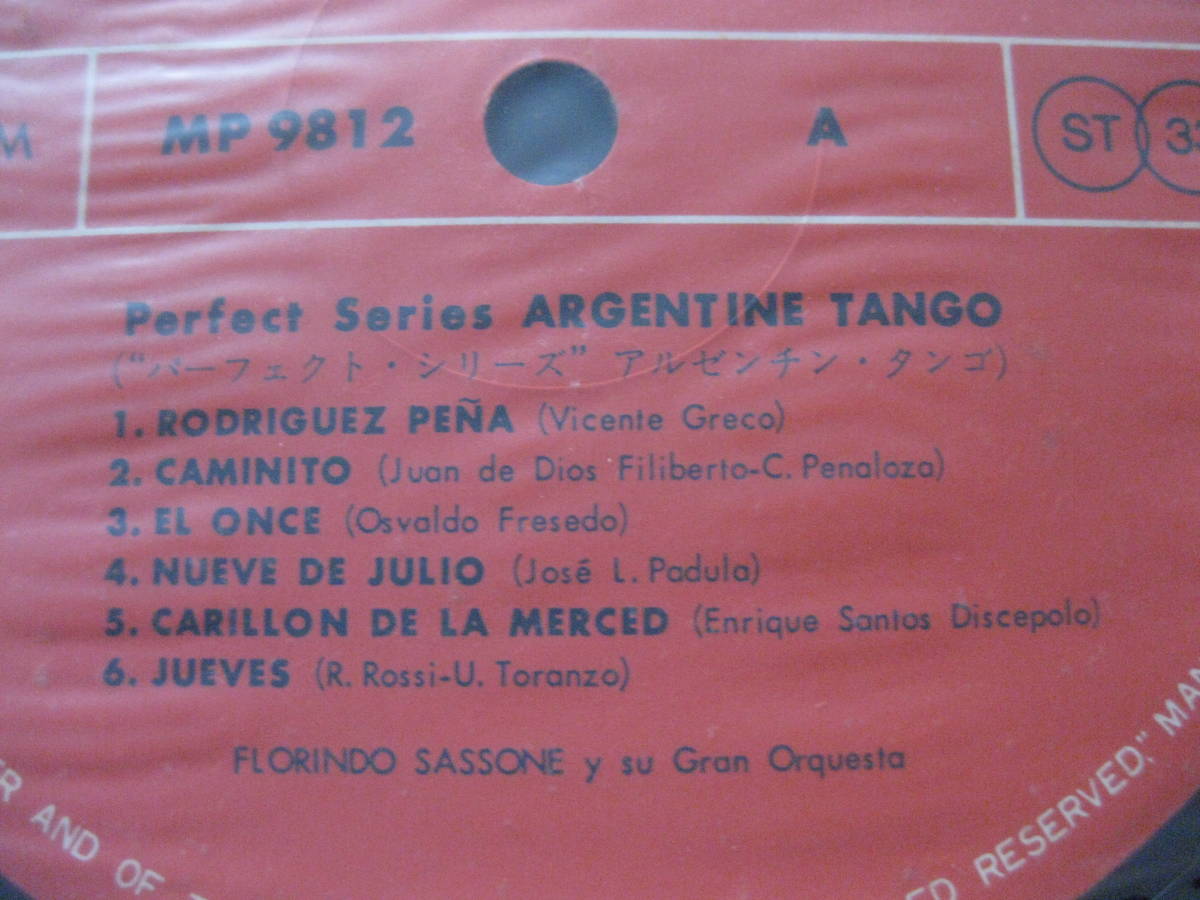 MP 9812 A ST 33
Perfect Series ARGENTINE TANGO
(“パーフェクト・シリーズ” アルゼンチン・タンゴ)
1. RODRIGUEZ PEÑA (Vicente Greco)
2. CAMINITO (Juan de Dios Filiberto-C. Penaloza)
3. EL ONCE (Osvaldo Fresedo)
4. NUEVE DE JULIO (José L. Padula)
5. CARILLON DE LA MERCED (Enrique Santos Discepolo)
6. JUEVES (R. Rossi-U. Toranzo)
FLORINDO SASSONE y su Gran Orquesta
AND OF
RESERVED."